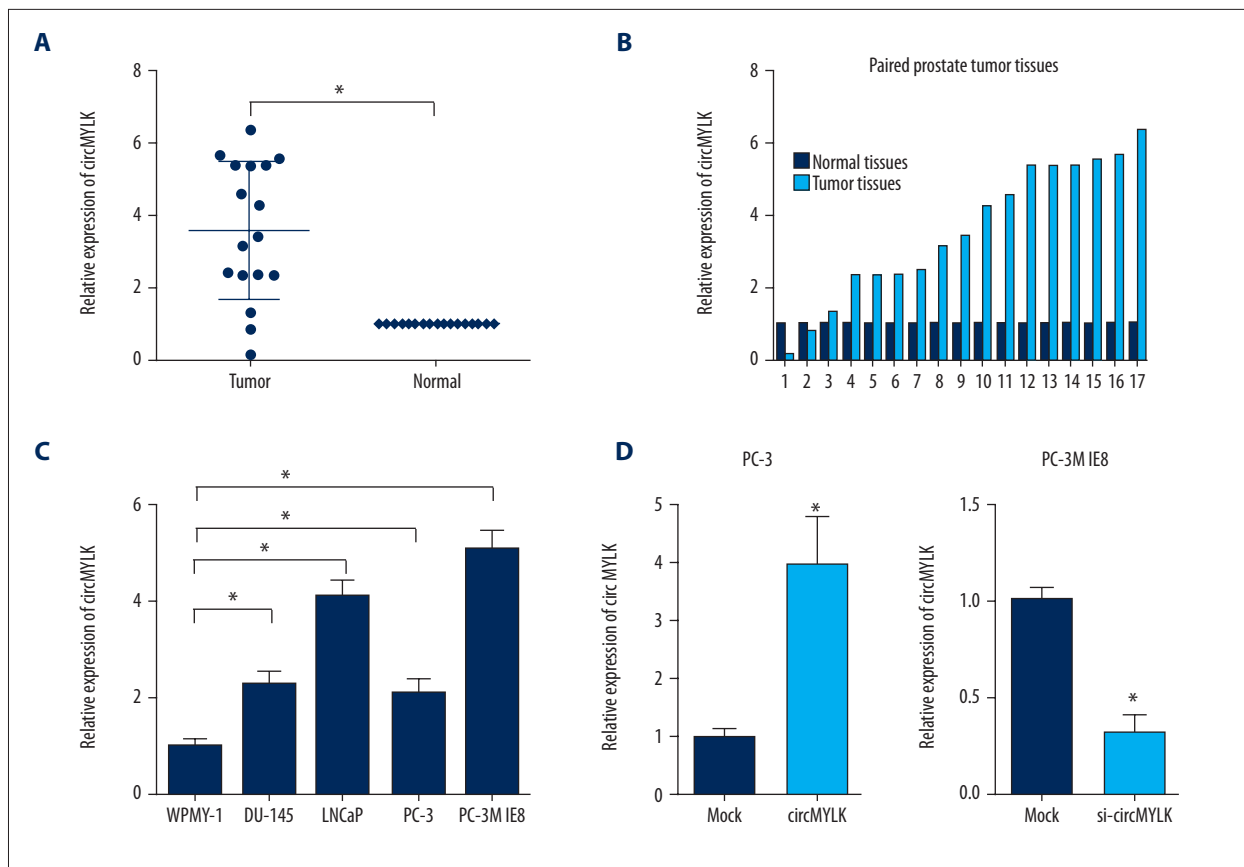 A
Relative expression of circMYLK
8
6
4
2
0
*
Tumor
Normal
B
Paired prostate tumor tissues
Relative expression of circMYLK
8
6
4
2
0
Normal tissues
Tumor tissues
1 2 3 4 5 6 7 8 9 10 11 12 13 14 15 16 17
C
Relative expression of circMYLK
6
4
2
0
*
*
*
*
WPMY-1 DU-145 LNCaP PC-3 PC-3M IE8
D
PC-3
Relative expression of circ MYLK
5
4
3
2
1
0
*
Mock circMYLK
PC-3M IE8
Relative expression of circMYLK
1.5
1.0
0.5
0.0
*
Mock si-circMYLK